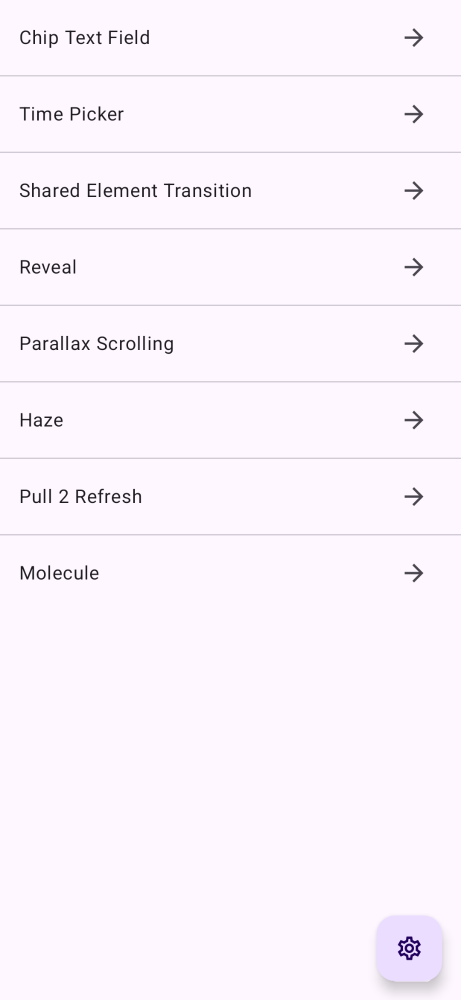 Chip Text Field
Time Picker
Shared Element Transition
Reveal
Parallax Scrolling
Haze
Pull 2 Refresh
Molecule